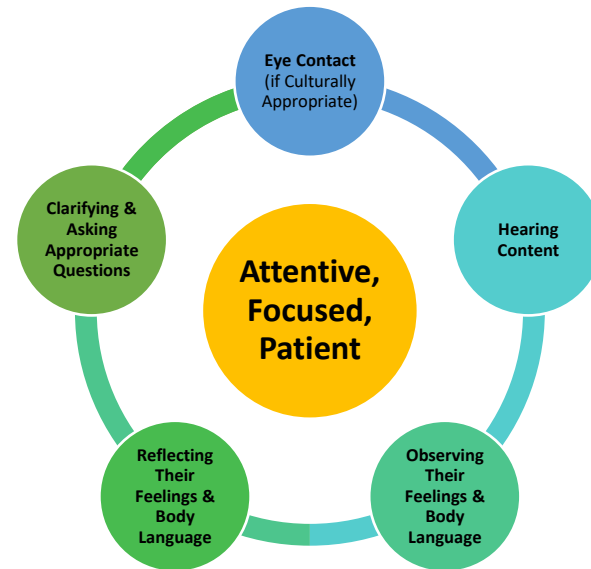 Eye Contact
(if Culturally
Appropriate)
Hearing
Content
Observing
Their
Feelings &
Body
Language
Reflecting
Their
Feelings &
Body
Language
Clarifying &
Asking
Appropriate
Questions
Attentive,
Focused,
Patient